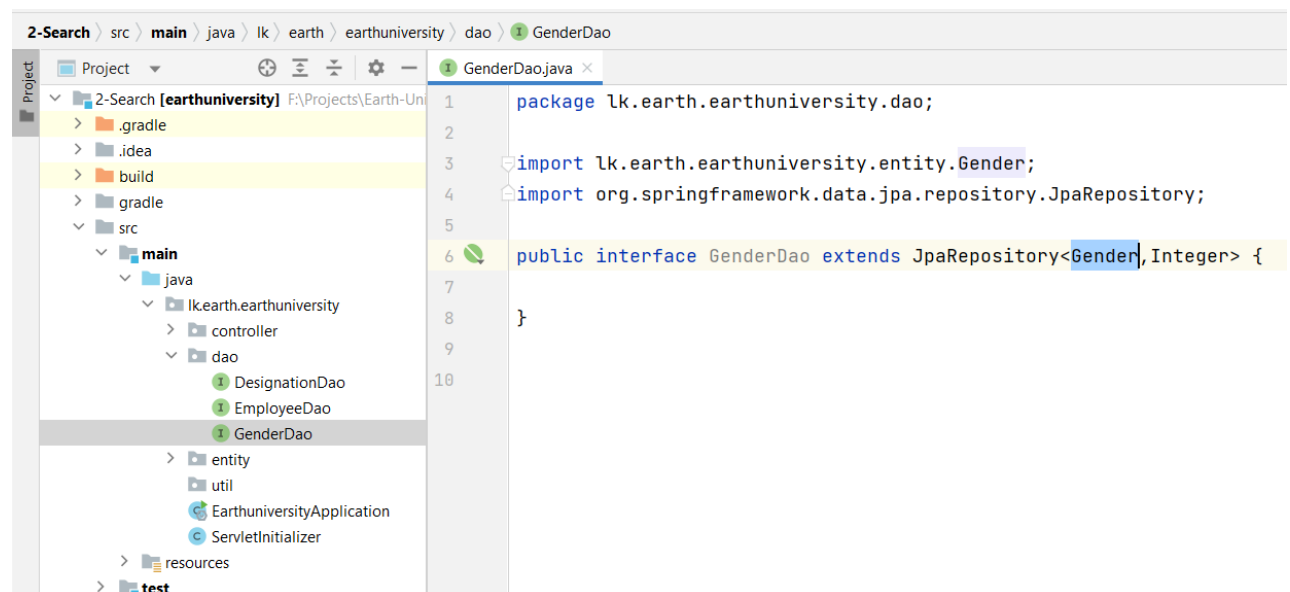 2-Search 〉 src 〉 main 〉 java 〉 lk 〉 earth 〉 earthuniversity 〉 dao 〉 I GenderDao
Project
Project
GenderDao.java
2-Search [earthuniversity] F:\Projects\Earth-Uni
.gradle
.idea
build
gradle
src
main
java
lk.earth.earthuniversity
controller
dao
I DesignationDao
I EmployeeDao
I GenderDao
entity
util
EarthuniversityApplication
C ServletInitializer
resources
test
1 package lk.earth.earthuniversity.dao;
2
3 import lk.earth.earthuniversity.entity.Gender;
4 import org.springframework.data.jpa.repository.JpaRepository;
5
6 public interface GenderDao extends JpaRepository<Gender,Integer> {
7
8 }
9
10